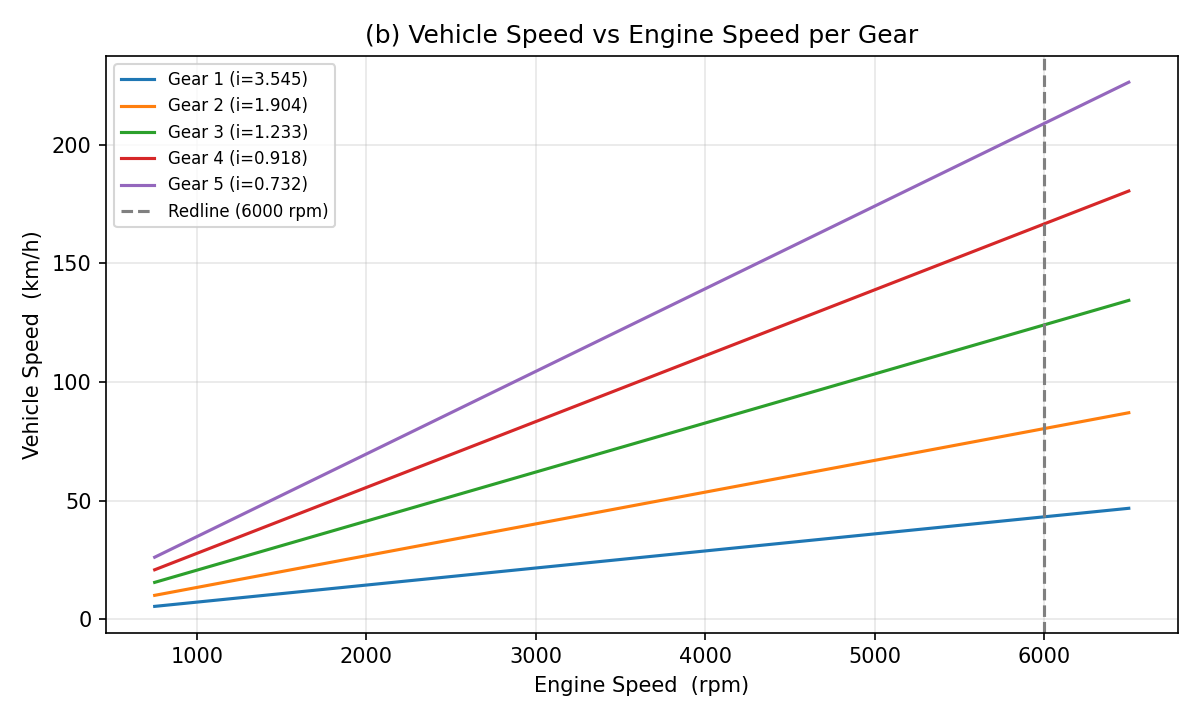 (b) Vehicle Speed vs Engine Speed per Gear
Gear 1 (i=3.545)
Gear 2 (i=1.904)
Gear 3 (i=1.233)
Gear 4 (i=0.918)
Gear 5 (i=0.732)
Redline (6000 rpm)
Vehicle Speed (km/h)
200
150
100
50
0
1000 2000 3000 4000 5000 6000
Engine Speed (rpm)